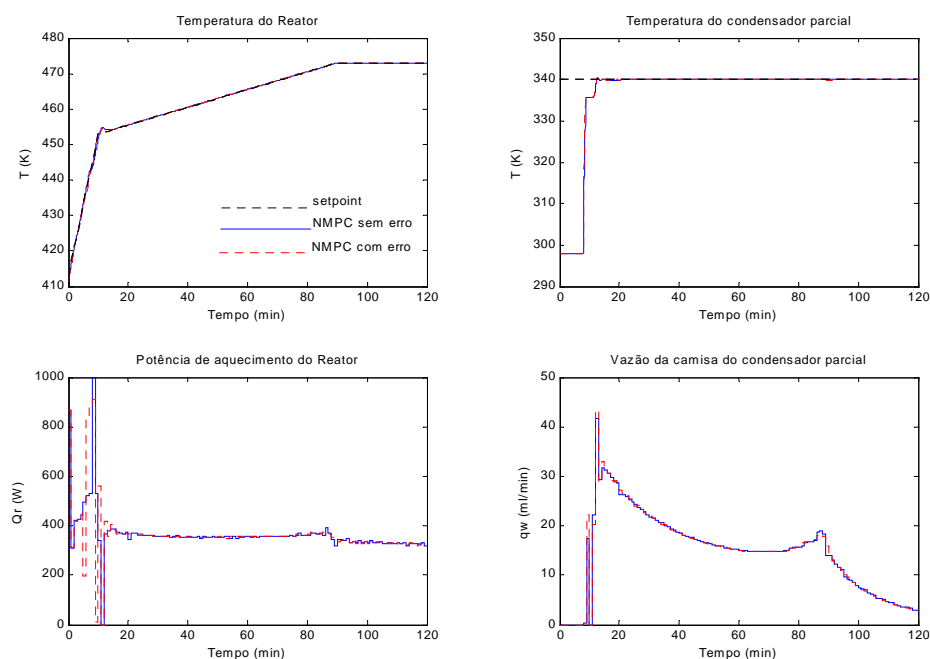 Temperatura do Reator
480
470
460
450
440
430
420
410
T (K)
setpoint
NMPC sem erro
NMPC com erro
0 20 40 60 80 100 120
Tempo (min)
Temperatura do condensador parcial
350
340
330
320
310
300
290
T (K)
0 20 40 60 80 100 120
Tempo (min)
Potência de aquecimento do Reator
1000
800
600
400
200
0
Qr (W)
0 20 40 60 80 100 120
Tempo (min)
Vazão da camisa do condensador parcial
50
40
30
20
10
0
qw (ml/min)
0 20 40 60 80 100 120
Tempo (min)